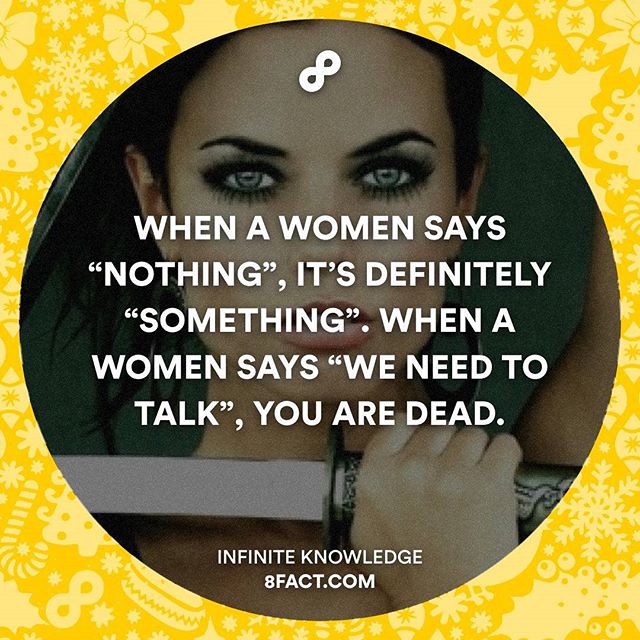 WHEN A WOMEN SAYS
“NOTHING”, IT’S DEFINITELY
“SOMETHING”. WHEN A
WOMEN SAYS “WE NEED TO
TALK”, YOU ARE DEAD.
INFINITE KNOWLEDGE
8FACT.COM